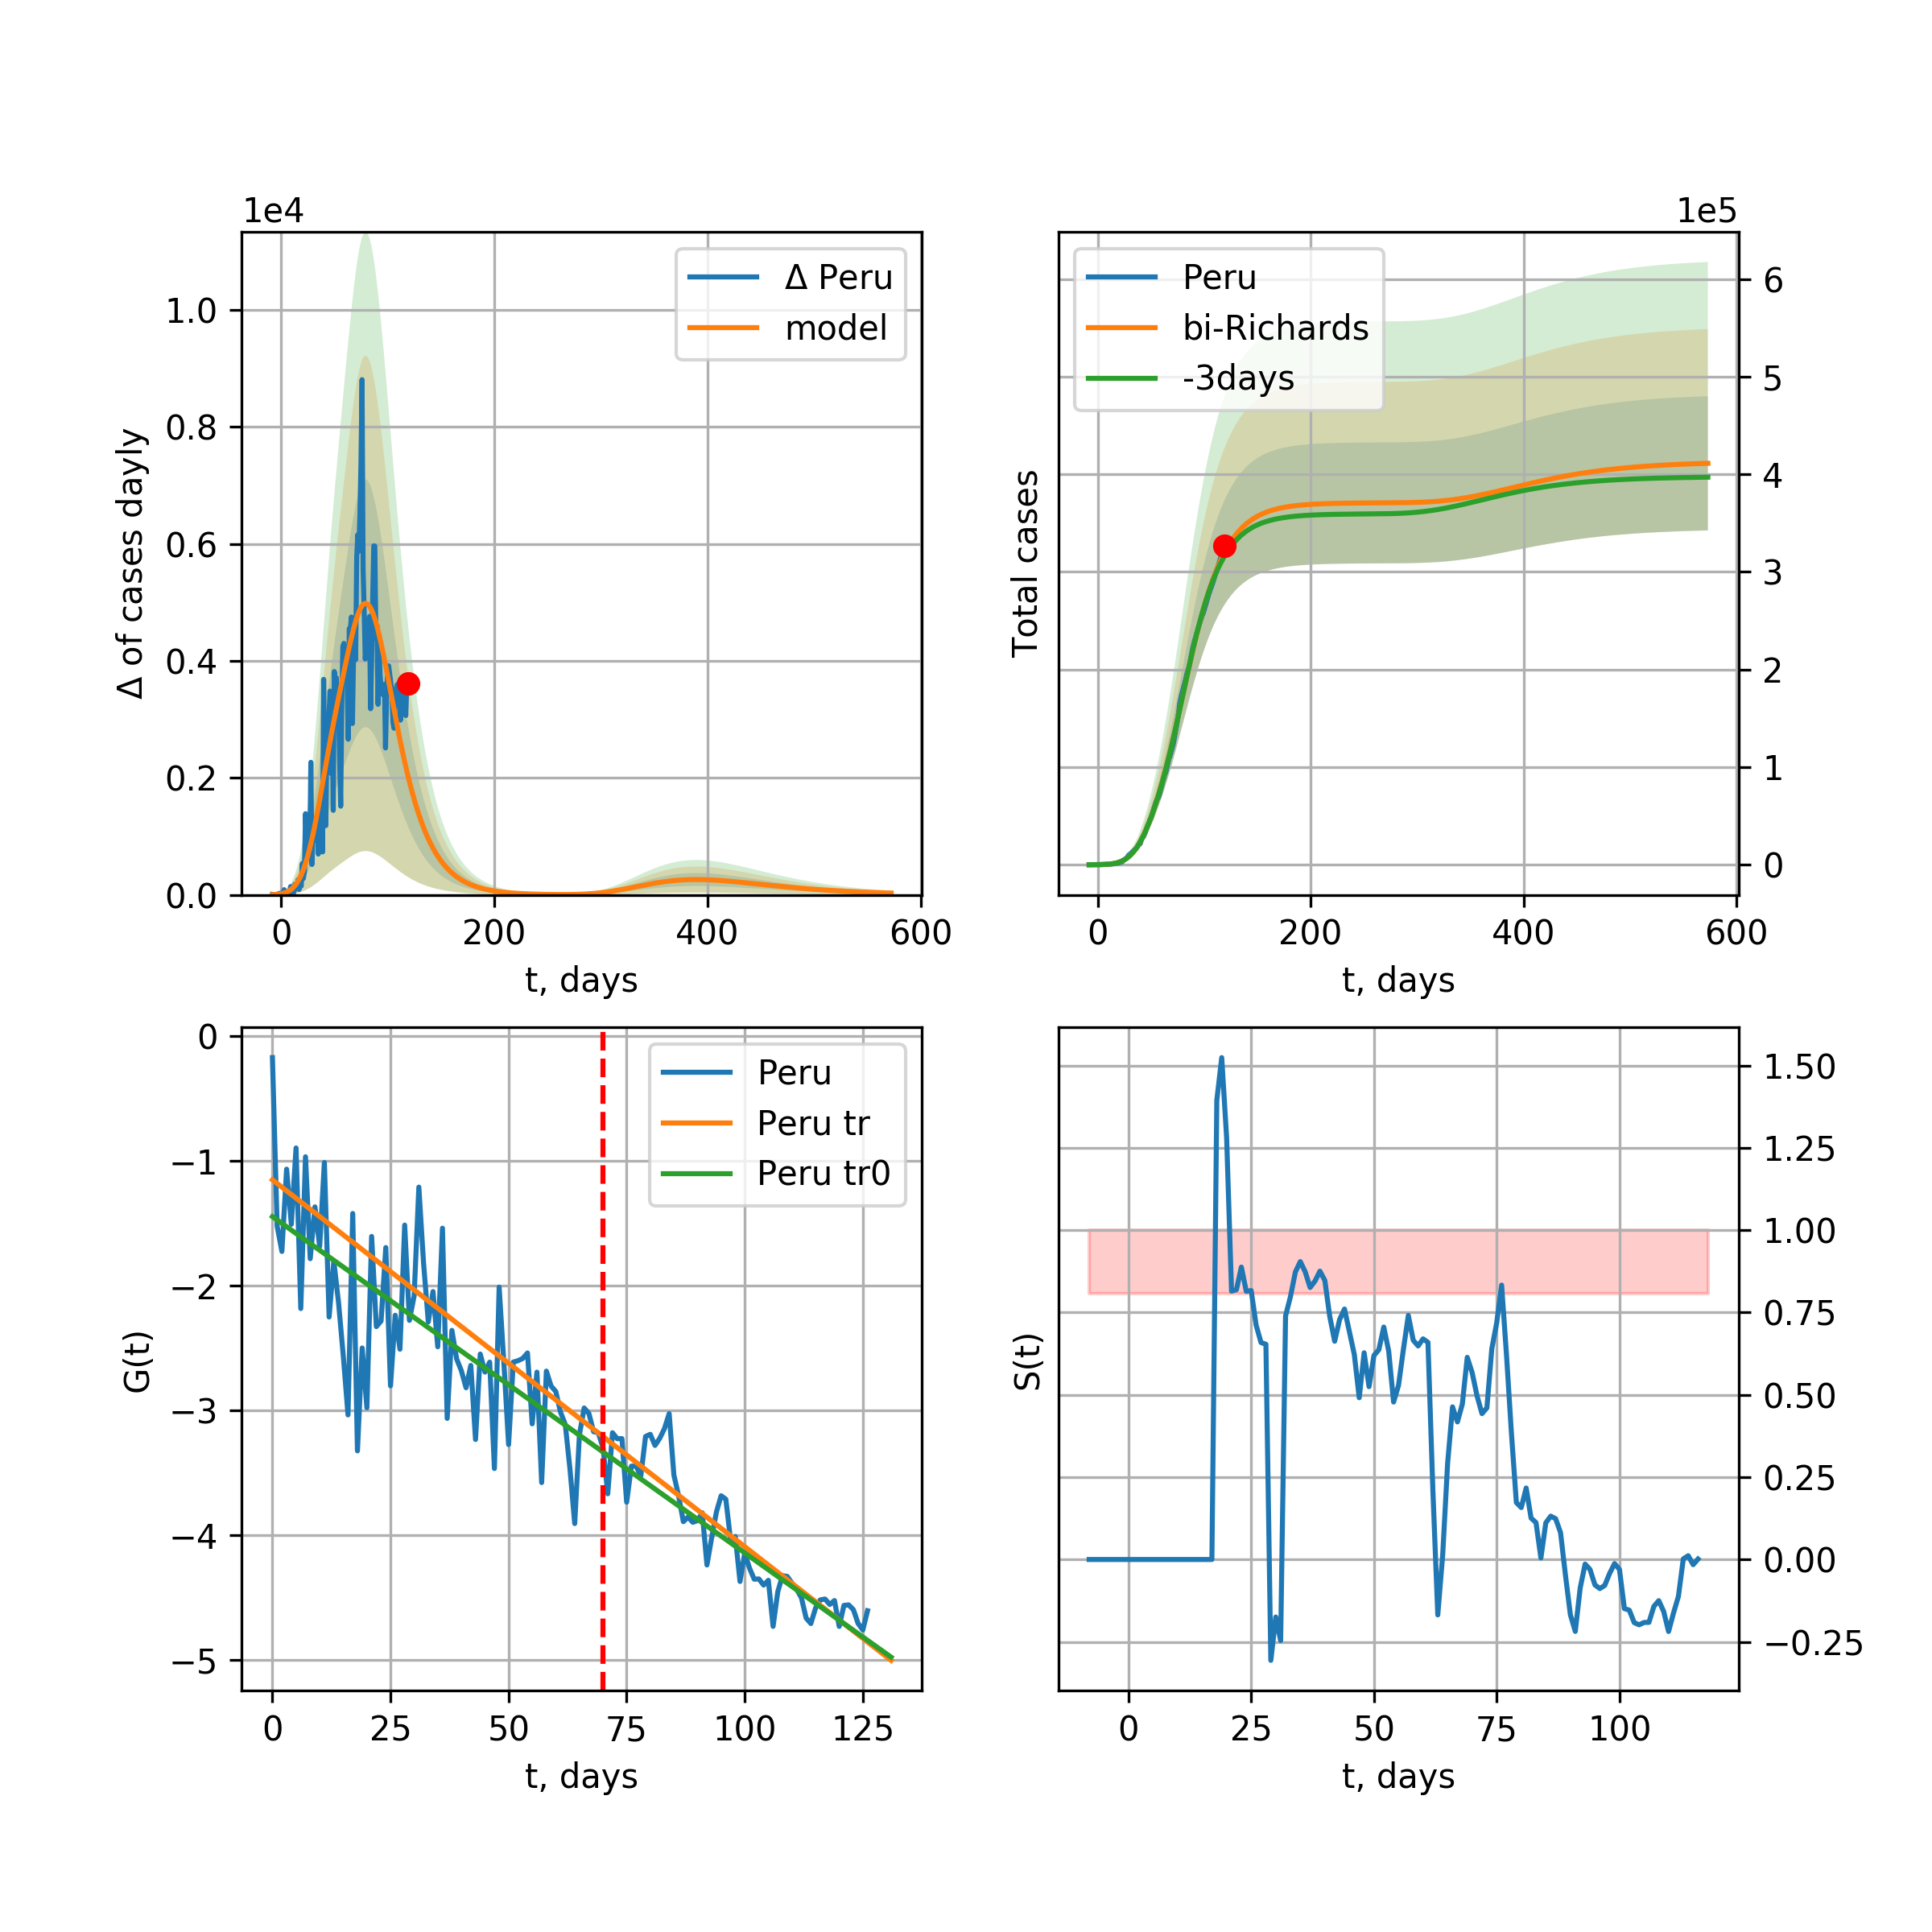 1e4
1.0
0.8
0.6
0.4
0.2
0.0
Δ of cases dayly
Δ Peru
model
0 200 400 600
t, days
1e5
Peru
bi-Richards
-3days
Total cases
6
5
4
3
2
1
0
0 200 400 600
t, days
0
−1
−2
−3
−4
−5
G(t)
Peru
Peru tr
Peru tr0
0 25 50 75 100 125
t, days
S(t)
1.50
1.25
1.00
0.75
0.50
0.25
0.00
−0.25
0 25 50 75 100
t, days